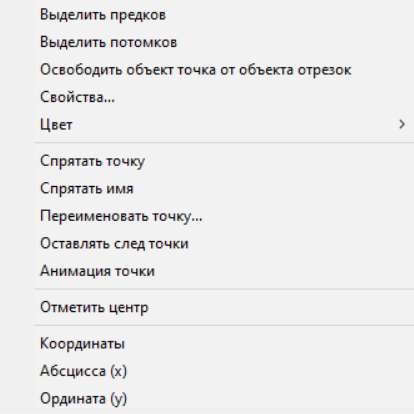 Выделить предков
Выделить потомков
Освободить объект точка от объекта отрезок
Свойства...
Цвет
Спрятать точку
Спрятать имя
Переименовать точку...
Оставлять след точки
Анимация точки
Отметить центр
Координаты
Абсцисса (x)
Ордината (y)